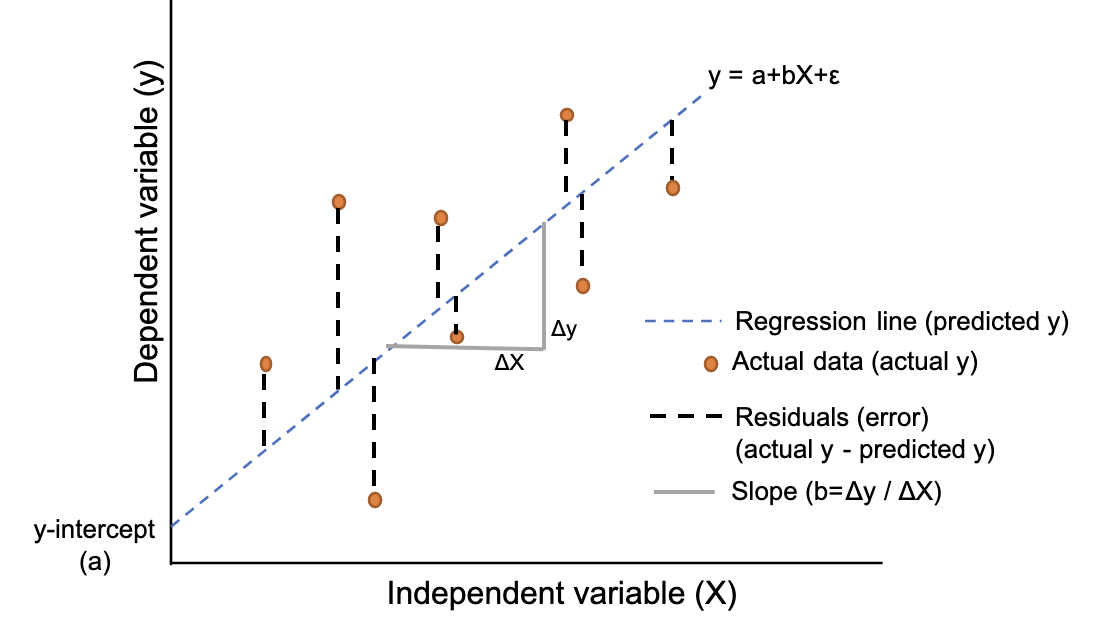 y = a+bX+ε
Dependent variable (y)
Δy
ΔX
Regression line (predicted y)
Actual data (actual y)
Residuals (error)
(actual y - predicted y)
Slope (b=Δy / ΔX)
y-intercept
(a)
Independent variable (X)